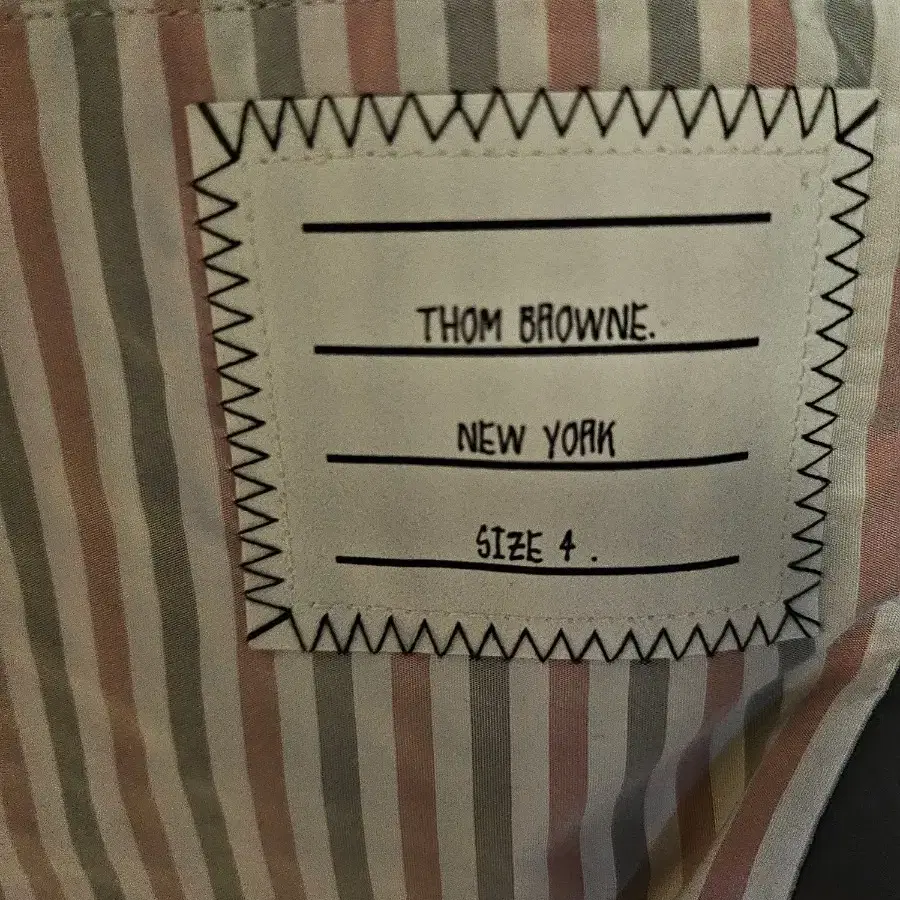 THOM BROWNE.
NEW YORK
SIZE 4 .